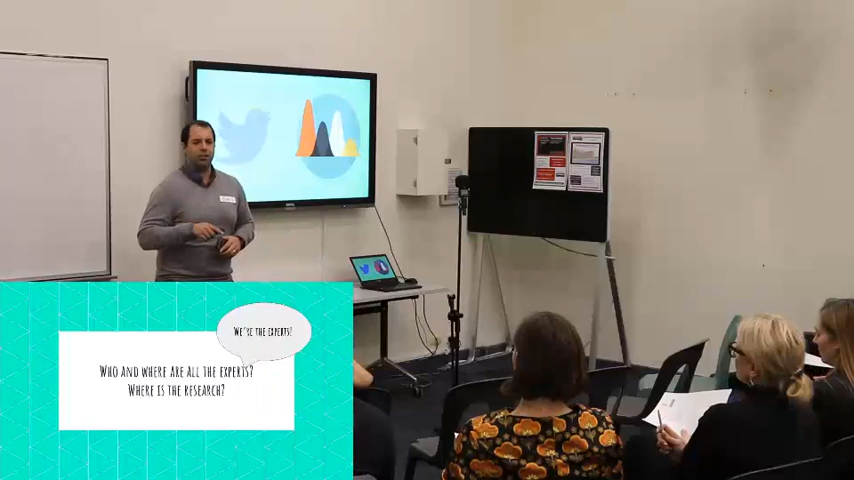 We're the experts!
Who and where are all the experts?
Where is the research?